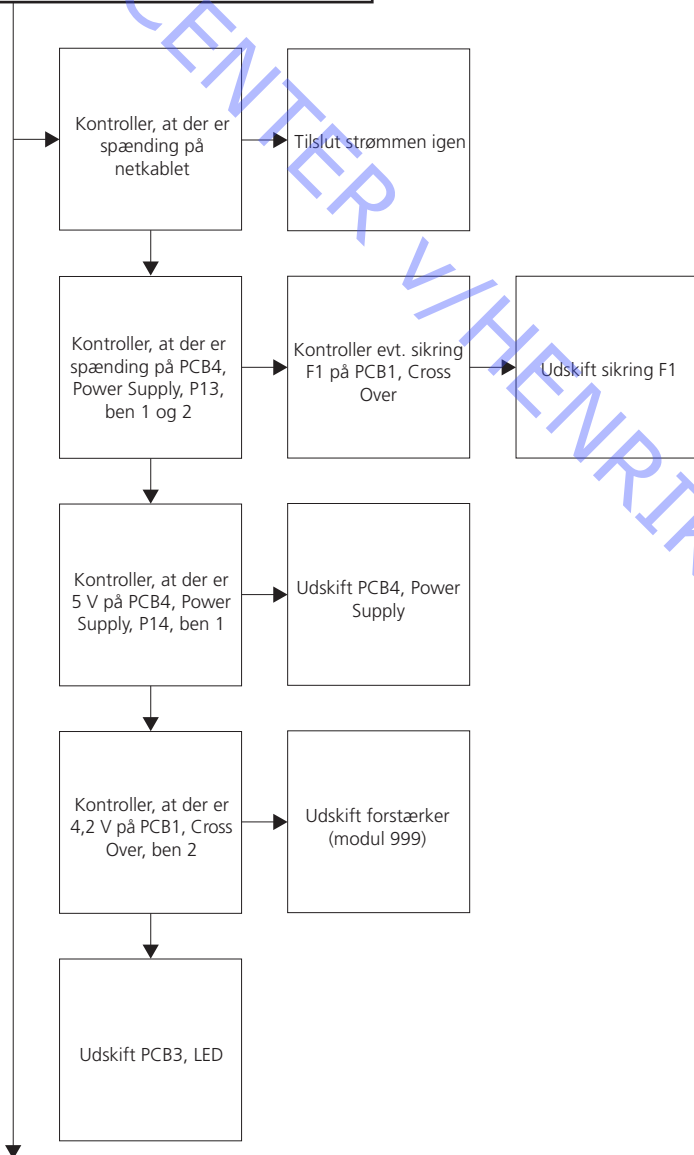 Kontroller, at der er
spænding på
netkablet
Tilslut strømmen igen
Kontroller, at der er
spænding på PCB4,
Power Supply, P13,
ben 1 og 2
Kontroller evt. sikring
F1 på PCB1, Cross
Over
Udskift sikring F1
Kontroller, at der er
5 V på PCB4, Power
Supply, P14, ben 1
Udskift PCB4, Power
Supply
Kontroller, at der er
4,2 V på PCB1, Cross
Over, ben 2
Udskift forstærker
(modul 999)
Udskift PCB3, LED
CENTER v/HENRIK